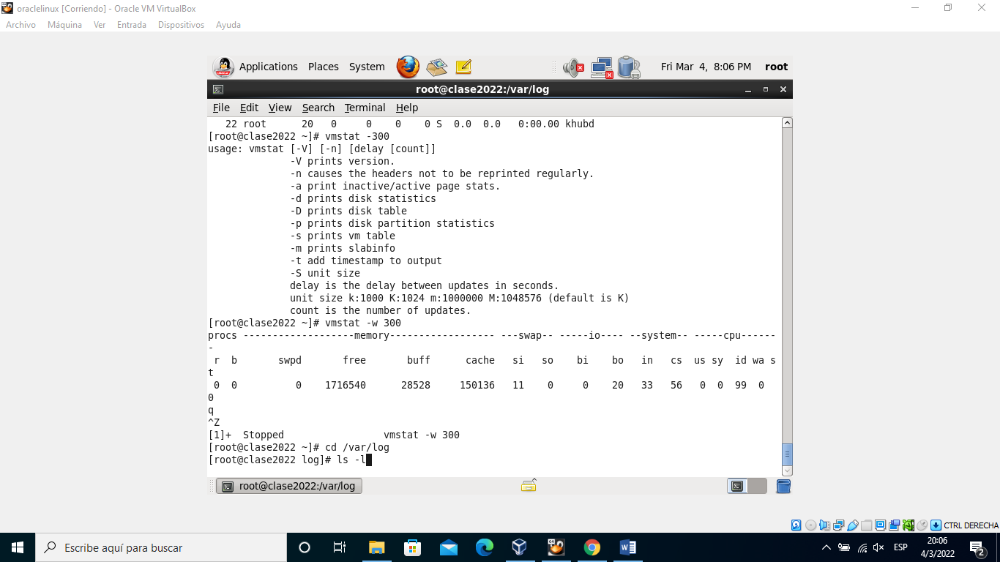 oraclelinux [Corriendo] - Oracle VM VirtualBox
Archivo Máquina Ver Entrada Dispositivos Ayuda
Applications Places System Fri Mar 4, 8:06 PM root
root@clase2022:/var/log
File Edit View Search Terminal Help
   22 root      20   0     0    0    0 S  0.0  0.0   0:00.00 khubd
[root@clase2022 ~]# vmstat -300
usage: vmstat [-V] [-n] [delay [count]]
              -V prints version.
              -n causes the headers not to be reprinted regularly.
              -a print inactive/active page stats.
              -d prints disk statistics
              -D prints disk table
              -p prints disk partition statistics
              -s prints vm table
              -m prints slabinfo
              -t add timestamp to output
              -S unit size
              delay is the delay between updates in seconds.
              unit size k:1000 K:1024 m:1000000 M:1048576 (default is K)
              count is the number of updates.
[root@clase2022 ~]# vmstat -w 300
procs -------------------memory------------------ ---swap-- -----io---- --system-- -----cpu------
-
 r  b       swpd       free       buff      cache   si   so    bi    bo   in   cs  us sy  id wa s
t
 0  0          0    1716540      28528     150136   11    0     0    20   33   56   0  0  99  0
0
q
^Z
[1]+  Stopped                 vmstat -w 300
[root@clase2022 ~]# cd /var/log
[root@clase2022 log]# ls -l
root@clase2022:/var/log
CTRL DERECHA
Escribe aquí para buscar
ESP
20:06
4/3/2022
2